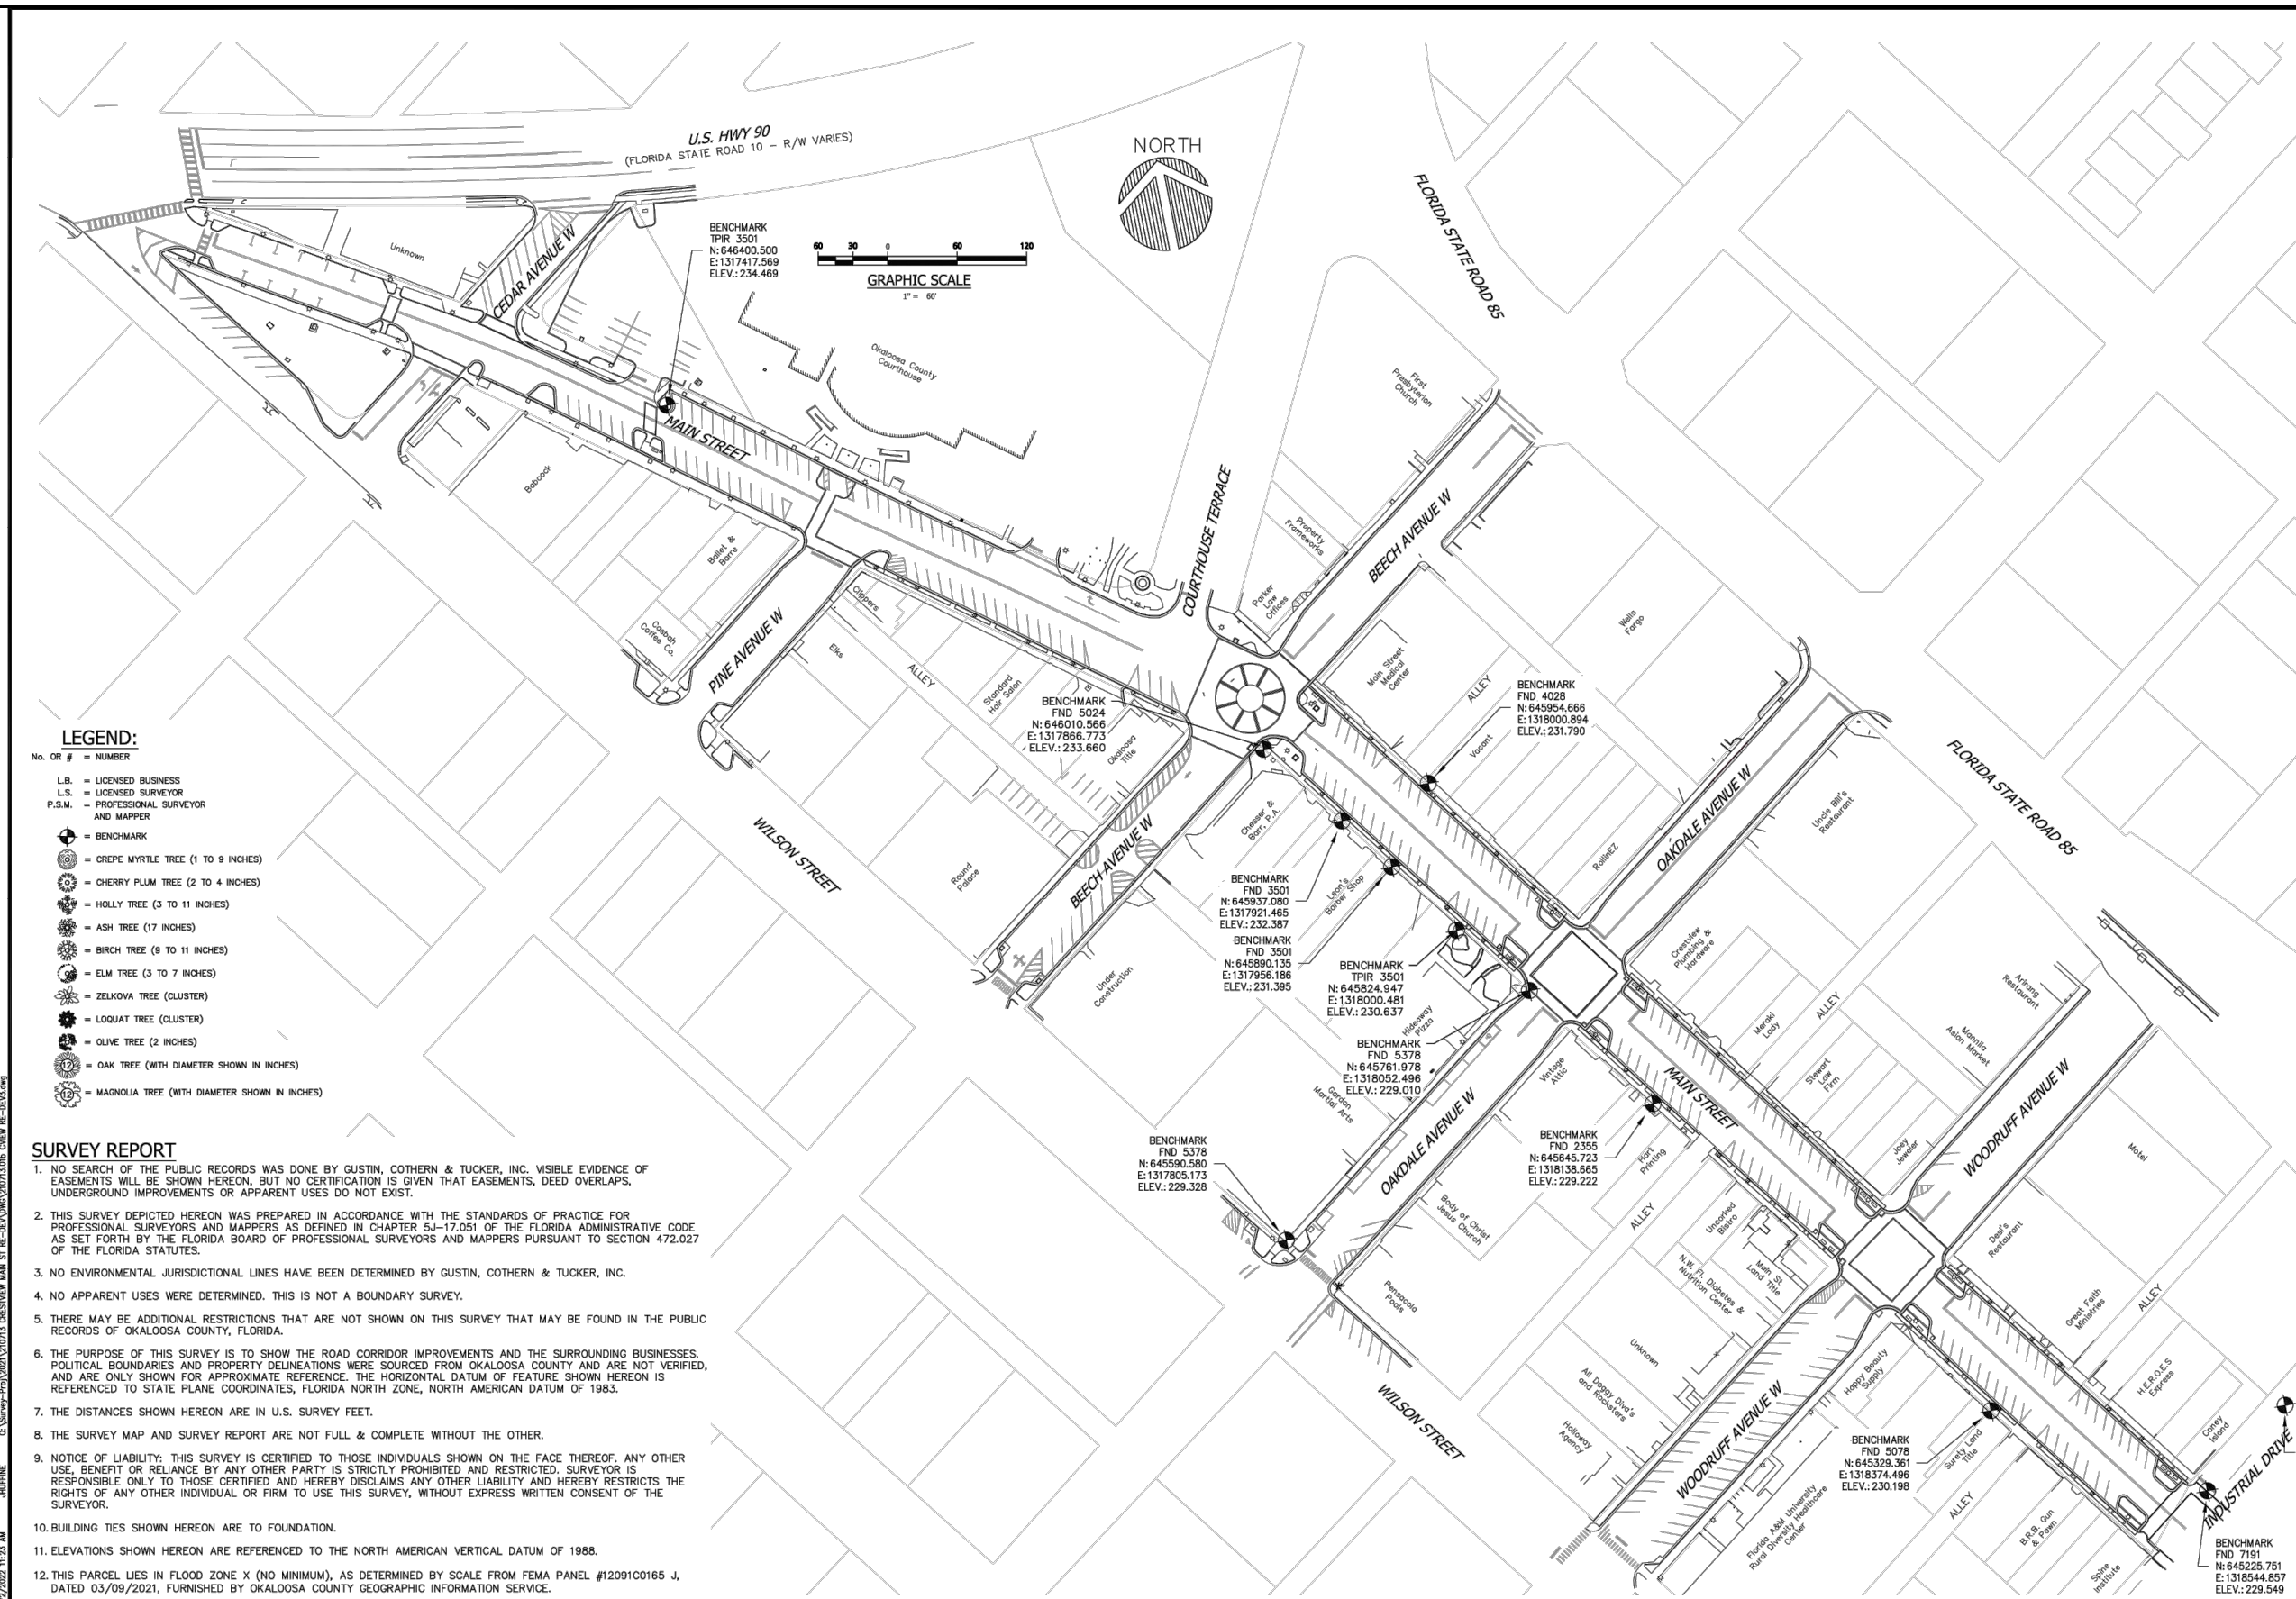 U.S. HWY 90
(FLORIDA STATE ROAD 10 - R/W VARIES)
NORTH
FLORIDA STATE ROAD 85
BENCHMARK
TPIR 3501
N:646400.500
E:1317417.569
ELEV.:234.469
60 30 0 60 120
GRAPHIC SCALE
1" = 60'
Unknown
CEDAR AVENUE W
Okaloosa County
Courthouse
MAIN STREET
First
Presbyterian
Church
Babcock
Ballet &
Barre
Casbah
Coffee Co.
PINE AVENUE W
Clippers
Elks
ALLEY
Standard
Hair Salon
COURTHOUSE TERRACE
Property
Frameworks
Parker
Law
Offices
BEECH AVENUE W
Main Street
Medical
Center
ALLEY
Wells
Fargo
Vacant
BENCHMARK
FND 4028
N:645954.666
E:1318000.894
ELEV.:231.790
BENCHMARK
FND 5024
N:646010.566
E:1317866.773
ELEV.:233.660
Okaloosa
Title
WILSON STREET
Round
Palace
BEECH AVENUE W
Chesser &
Barr, P.A.
Leon's
Barber Shop
RollinEZ
OAKDALE AVENUE W
Uncle Bill's
Restaurant
FLORIDA STATE ROAD 85
BENCHMARK
FND 3501
N:645937.080
E:1317921.465
ELEV.:232.387
BENCHMARK
FND 3501
N:645890.135
E:1317956.186
ELEV.:231.395
BENCHMARK
TPIR 3501
N:645824.947
E:1318000.481
ELEV.:230.637
Under
Construction
Hideaway
Pizza
BENCHMARK
FND 5378
N:645761.978
E:1318052.496
ELEV.:229.010
Gordon
Martial Arts
Vintage
Attic
OAKDALE AVENUE W
Crestview
Plumbing &
Hardware
Meraki
Lady
ALLEY
Stewart
Law
Firm
Mannila
Asian Market
Arirang
Restaurant
MAIN STREET
WOODRUFF AVENUE W
Joey
Jeweler
Motel
BENCHMARK
FND 5378
N:645590.580
E:1317805.173
ELEV.:229.328
BENCHMARK
FND 2355
N:645645.723
E:1318138.665
ELEV.:229.222
Hart
Printing
Body of Christ
Jesus Church
ALLEY
Uncorked
Bistro
Main St.
Land Title
N.W. Fl. Diabetes &
Nutrition Center
Desi's
Restaurant
Pensacola
Pools
Unknown
Great Faith
Ministries
ALLEY
WILSON STREET
All Doggy Diva's
and Rockstars
Holloway
Agency
Happy Beauty
Supply
WOODRUFF AVENUE W
H.E.R.O.E.S
Express
Coney
Island
INDUSTRIAL DRIVE
BENCHMARK
FND 5078
N:645329.361
E:1318374.496
ELEV.:230.198
Surety Land
Title
Florida A&M University
Rural Diversity Healthcare
Center
ALLEY
B.R.B. Gun
& Pawn
Spine
Institute
BENCHMARK
FND 7191
N:645225.751
E:1318544.857
ELEV.:229.549
LEGEND:
No. OR # = NUMBER
L.B. = LICENSED BUSINESS
L.S. = LICENSED SURVEYOR
P.S.M. = PROFESSIONAL SURVEYOR
AND MAPPER
= BENCHMARK
= CREPE MYRTLE TREE (1 TO 9 INCHES)
= CHERRY PLUM TREE (2 TO 4 INCHES)
= HOLLY TREE (3 TO 11 INCHES)
= ASH TREE (17 INCHES)
= BIRCH TREE (9 TO 11 INCHES)
= ELM TREE (3 TO 7 INCHES)
= ZELKOVA TREE (CLUSTER)
= LOQUAT TREE (CLUSTER)
= OLIVE TREE (2 INCHES)
12 = OAK TREE (WITH DIAMETER SHOWN IN INCHES)
12 = MAGNOLIA TREE (WITH DIAMETER SHOWN IN INCHES)
SURVEY REPORT
1. NO SEARCH OF THE PUBLIC RECORDS WAS DONE BY GUSTIN, COTHERN & TUCKER, INC. VISIBLE EVIDENCE OF
EASEMENTS WILL BE SHOWN HEREON, BUT NO CERTIFICATION IS GIVEN THAT EASEMENTS, DEED OVERLAPS,
UNDERGROUND IMPROVEMENTS OR APPARENT USES DO NOT EXIST.
2. THIS SURVEY DEPICTED HEREON WAS PREPARED IN ACCORDANCE WITH THE STANDARDS OF PRACTICE FOR
PROFESSIONAL SURVEYORS AND MAPPERS AS DEFINED IN CHAPTER 5J-17.051 OF THE FLORIDA ADMINISTRATIVE CODE
AS SET FORTH BY THE FLORIDA BOARD OF PROFESSIONAL SURVEYORS AND MAPPERS PURSUANT TO SECTION 472.027
OF THE FLORIDA STATUTES.
3. NO ENVIRONMENTAL JURISDICTIONAL LINES HAVE BEEN DETERMINED BY GUSTIN, COTHERN & TUCKER, INC.
4. NO APPARENT USES WERE DETERMINED. THIS IS NOT A BOUNDARY SURVEY.
5. THERE MAY BE ADDITIONAL RESTRICTIONS THAT ARE NOT SHOWN ON THIS SURVEY THAT MAY BE FOUND IN THE PUBLIC
RECORDS OF OKALOOSA COUNTY, FLORIDA.
6. THE PURPOSE OF THIS SURVEY IS TO SHOW THE ROAD CORRIDOR IMPROVEMENTS AND THE SURROUNDING BUSINESSES.
POLITICAL BOUNDARIES AND PROPERTY DELINEATIONS WERE SOURCED FROM OKALOOSA COUNTY AND ARE NOT VERIFIED,
AND ARE ONLY SHOWN FOR APPROXIMATE REFERENCE. THE HORIZONTAL DATUM OF FEATURE SHOWN HEREON IS
REFERENCED TO STATE PLANE COORDINATES, FLORIDA NORTH ZONE, NORTH AMERICAN DATUM OF 1983.
7. THE DISTANCES SHOWN HEREON ARE IN U.S. SURVEY FEET.
8. THE SURVEY MAP AND SURVEY REPORT ARE NOT FULL & COMPLETE WITHOUT THE OTHER.
9. NOTICE OF LIABILITY: THIS SURVEY IS CERTIFIED TO THOSE INDIVIDUALS SHOWN ON THE FACE THEREOF. ANY OTHER
USE, BENEFIT OR RELIANCE BY ANY OTHER PARTY IS STRICTLY PROHIBITED AND RESTRICTED. SURVEYOR IS
RESPONSIBLE ONLY TO THOSE CERTIFIED AND HEREBY DISCLAIMS ANY OTHER LIABILITY AND HEREBY RESTRICTS THE
RIGHTS OF ANY OTHER INDIVIDUAL OR FIRM TO USE THIS SURVEY, WITHOUT EXPRESS WRITTEN CONSENT OF THE
SURVEYOR.
10. BUILDING TIES SHOWN HEREON ARE TO FOUNDATION.
11. ELEVATIONS SHOWN HEREON ARE REFERENCED TO THE NORTH AMERICAN VERTICAL DATUM OF 1988.
12. THIS PARCEL LIES IN FLOOD ZONE X (NO MINIMUM), AS DETERMINED BY SCALE FROM FEMA PANEL #12091C0165 J,
DATED 03/09/2021, FURNISHED BY OKALOOSA COUNTY GEOGRAPHIC INFORMATION SERVICE.